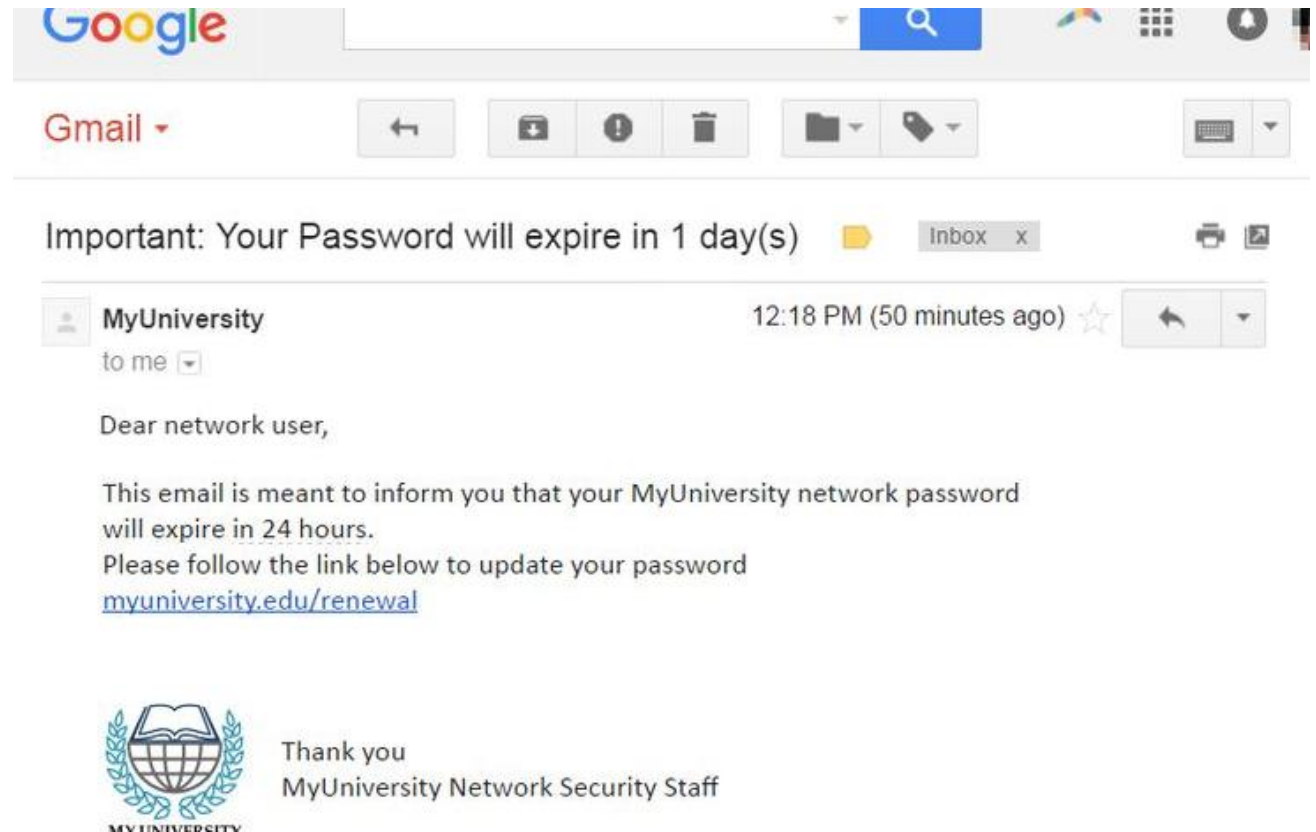 Google
Gmail
Important: Your Password will expire in 1 day(s)
Inbox x
MyUniversity
12:18 PM (50 minutes ago)
to me
Dear network user,
This email is meant to inform you that your MyUniversity network password
will expire in 24 hours.
Please follow the link below to update your password
myuniversity.edu/renewal
Thank you
MyUniversity Network Security Staff
MY UNIVERSITY